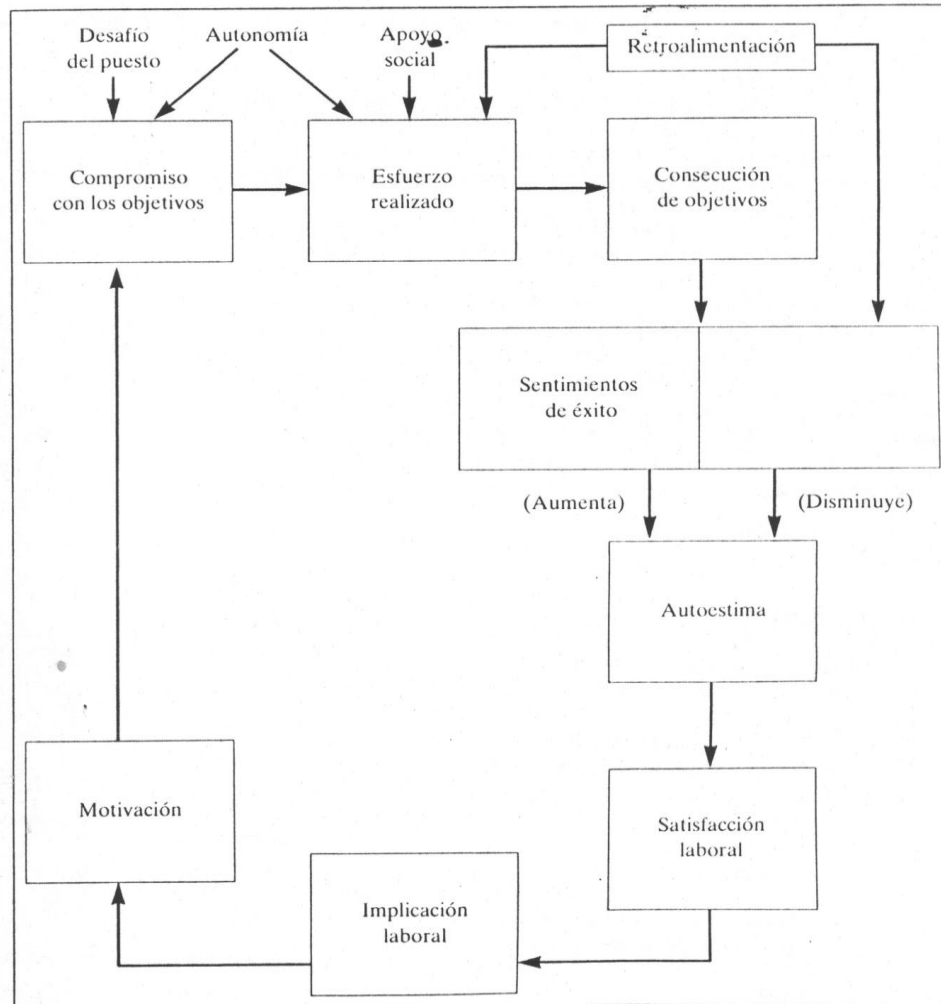 Desafío
del puesto
Autonomía
Apoyo
social
Retroalimentación
Compromiso
con los objetivos
Esfuerzo
realizado
Consecución
de objetivos
Sentimientos
de éxito
(Aumenta)
(Disminuye)
Autoestima
Motivación
Satisfacción
laboral
Implicación
laboral